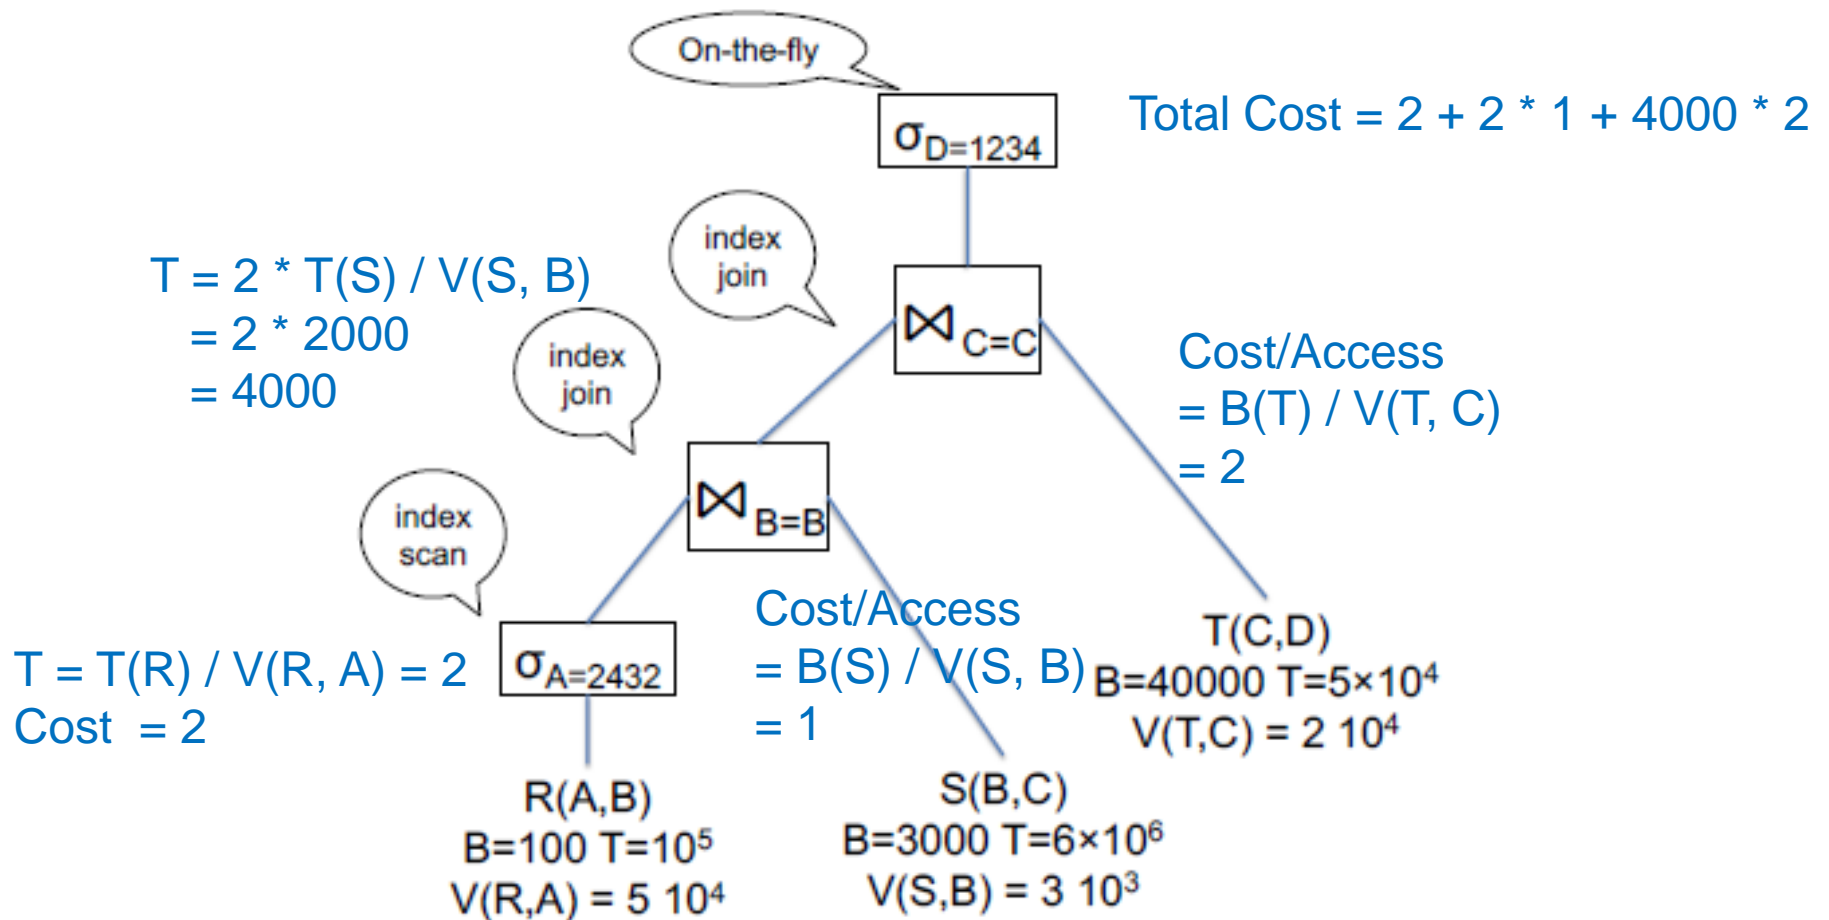 On-the-fly
σD=1234
Total Cost = 2 + 2 * 1 + 4000 * 2
index
join
⋈ C=C
T = 2 * T(S) / V(S, B)
= 2 * 2000
= 4000
index
join
⋈ B=B
Cost/Access
= B(T) / V(T, C)
= 2
index
scan
σA=2432
T = T(R) / V(R, A) = 2
Cost = 2
Cost/Access
= B(S) / V(S, B)
= 1
T(C,D)
B=40000 T=5×10⁴
V(T,C) = 2 10⁴
R(A,B)
B=100 T=10⁵
V(R,A) = 5 10⁴
S(B,C)
B=3000 T=6×10⁶
V(S,B) = 3 10³